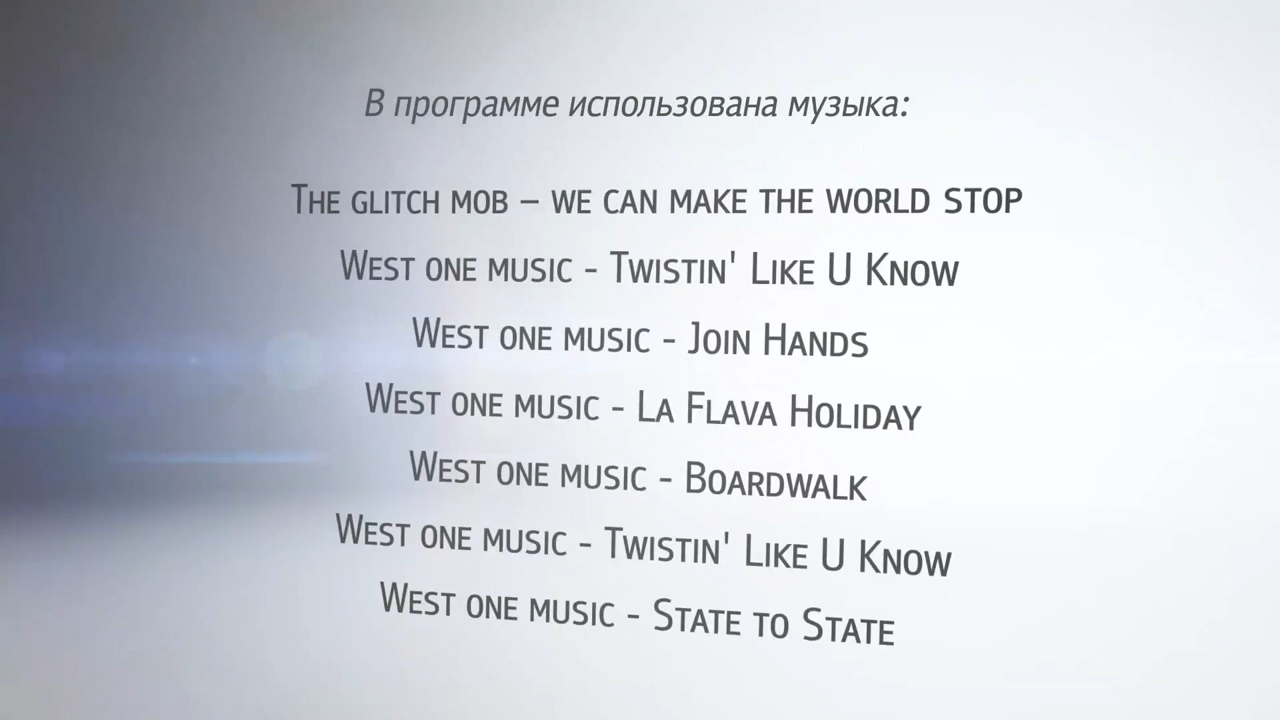 В программе использована музыка:
The glitch mob – we can make the world stop
West one music - Twistin' Like U Know
West one music - Join Hands
West one music - La Flava Holiday
West one music - Boardwalk
West one music - Twistin' Like U Know
West one music - State to State